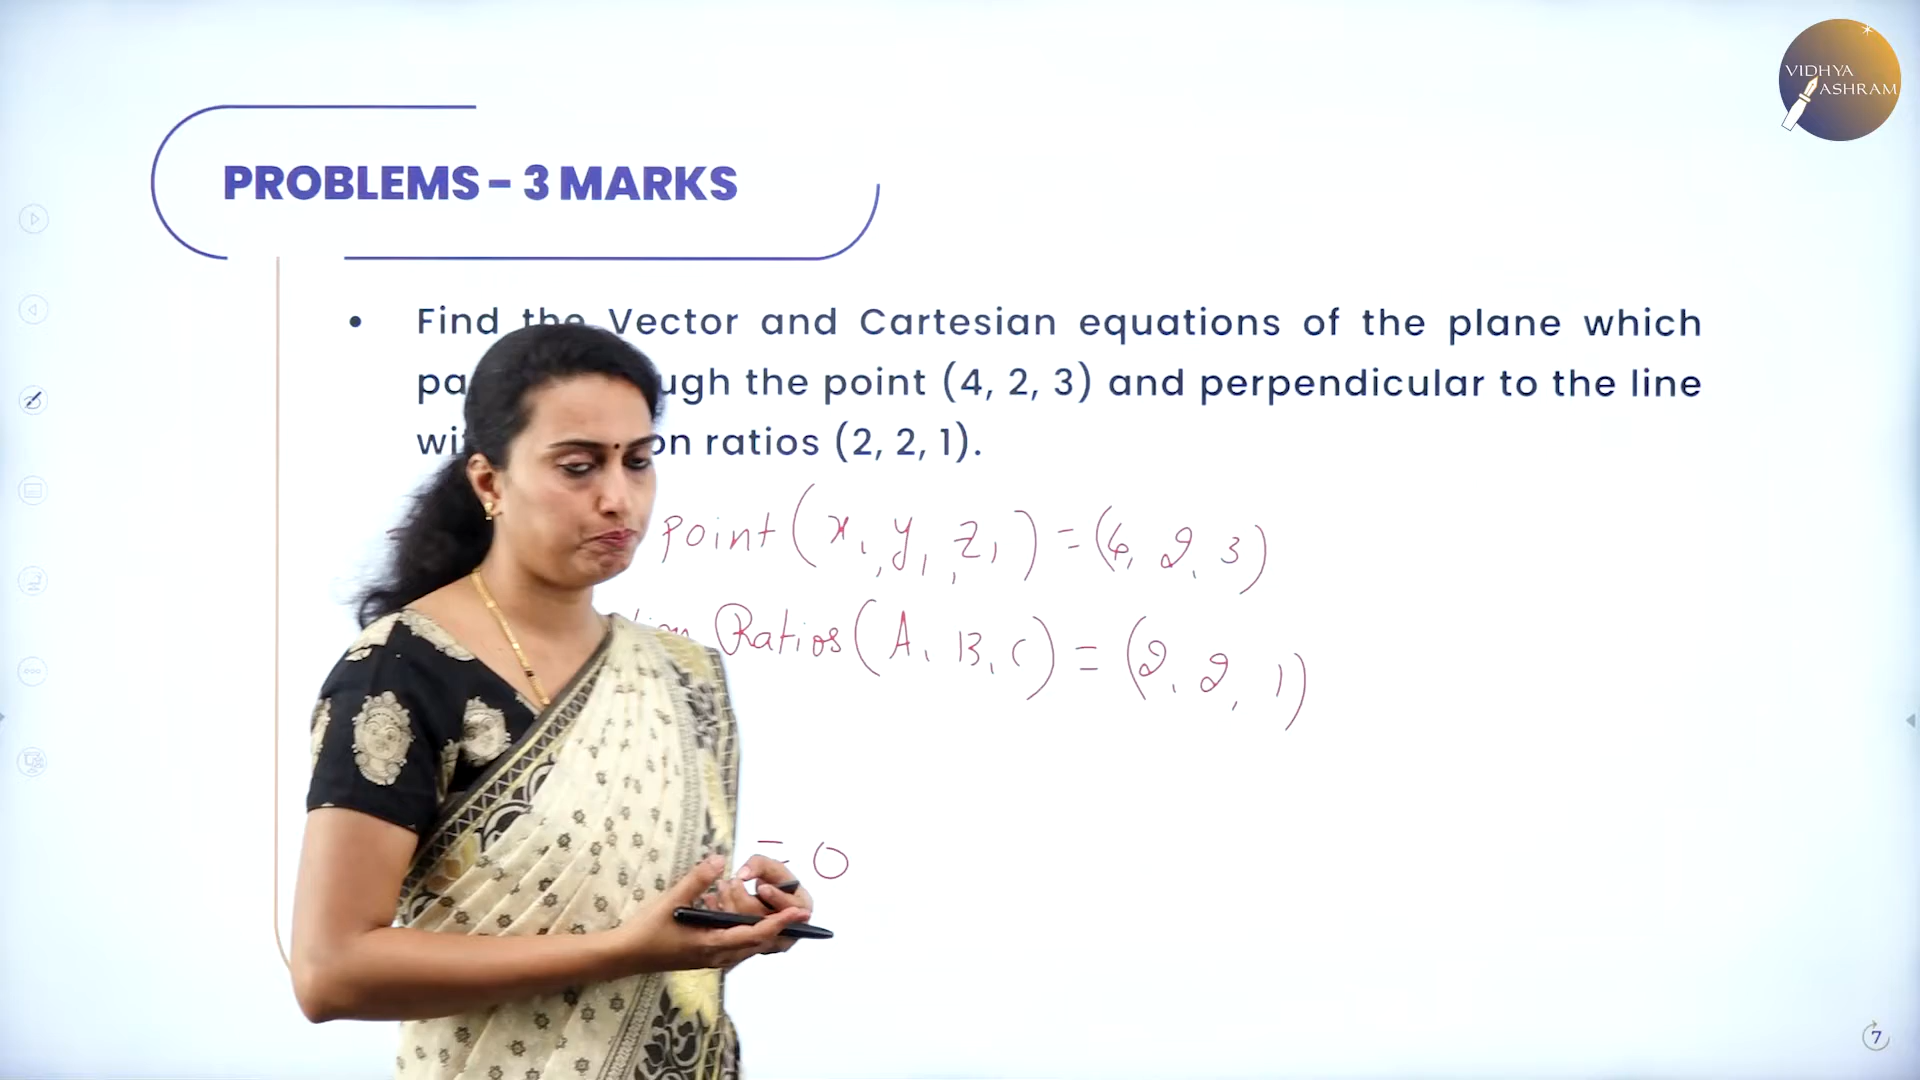 VIDHYA
ASHRAM
PROBLEMS - 3 MARKS
• Find the Vector and Cartesian equations of the plane which
ugh the point (4, 2, 3) and perpendicular to the line
on ratios (2, 2, 1).
point (x₁, y₁, z₁) = (4, 2, 3)
Ratios (A, B, C) = (2, 2, 1)
= 0
7